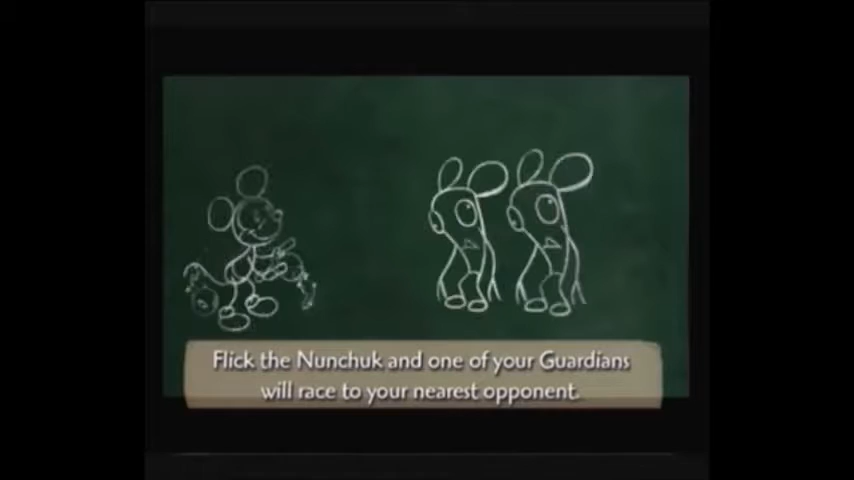 Flick the Nunchuk and one of your Guardians
will race to your nearest opponent.